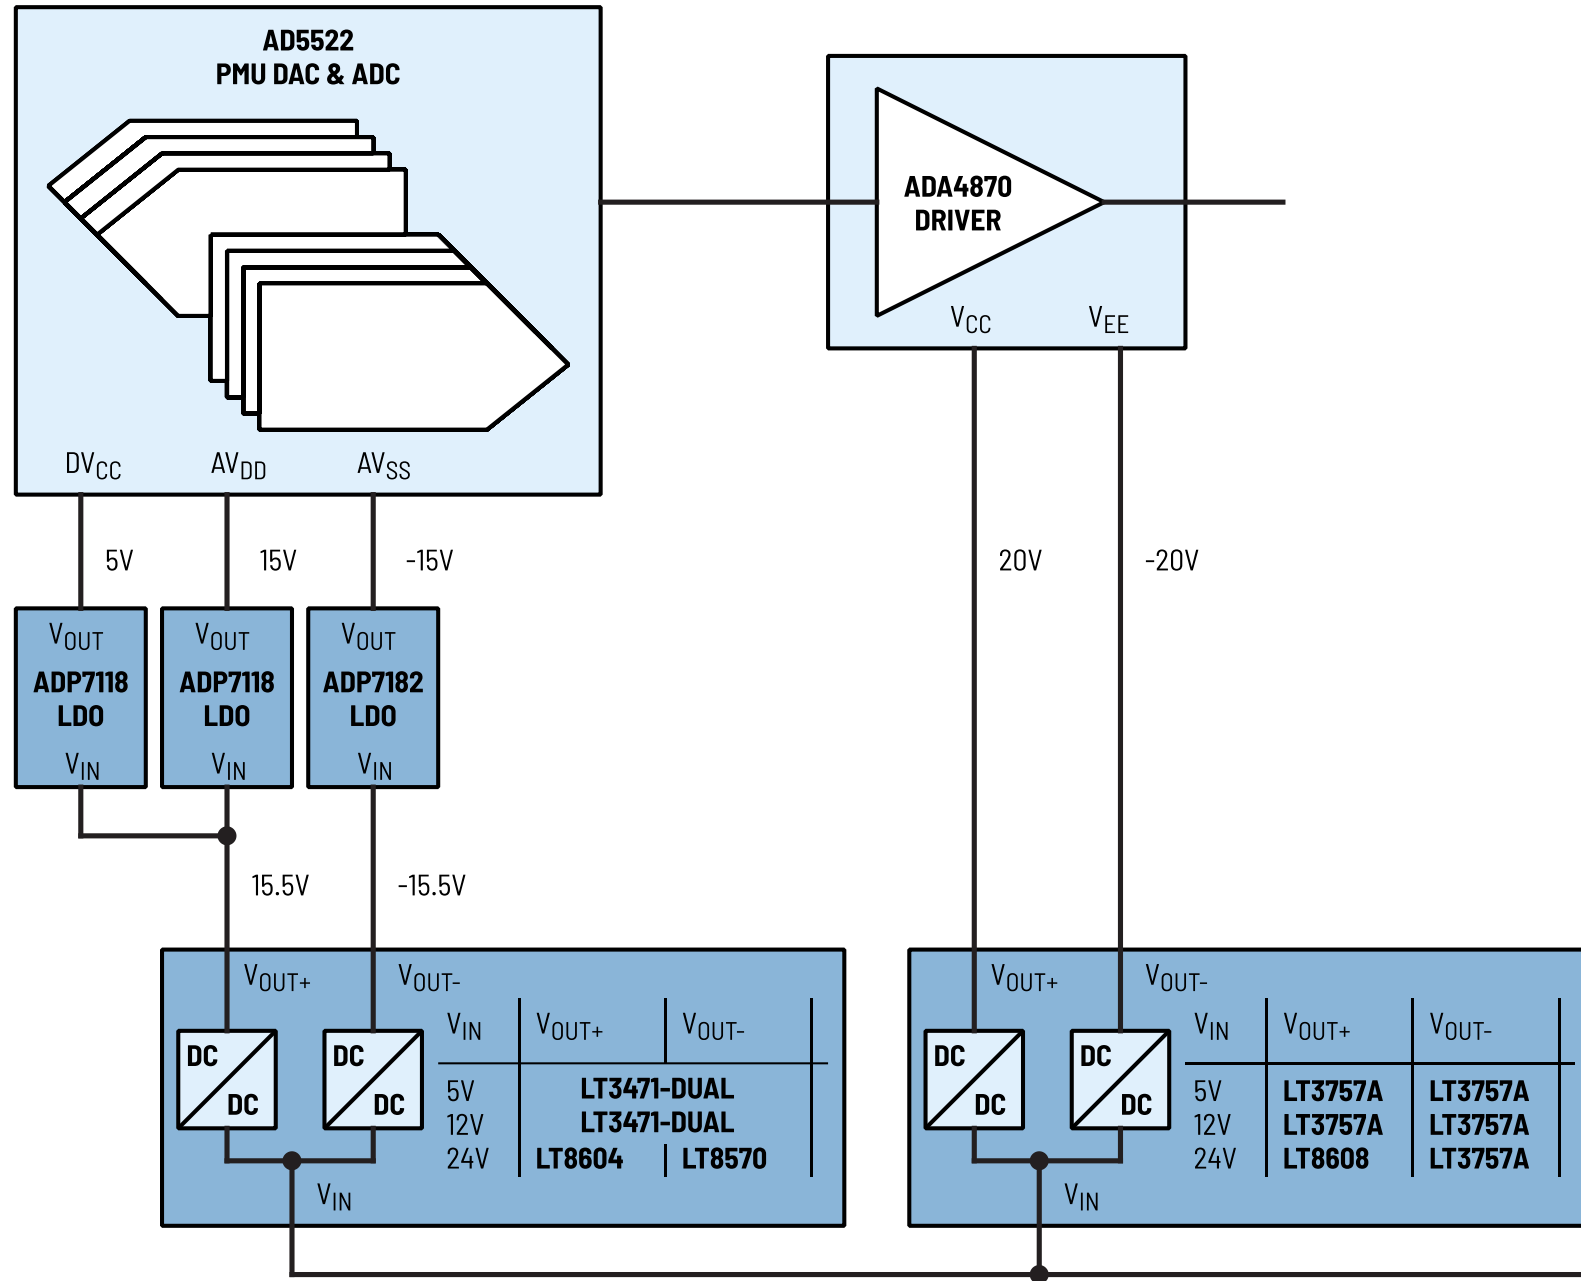 AD5522
PMU DAC & ADC
DVCC
AVDD
AVSS
ADA4870
DRIVER
VCC
VEE
5V
15V
-15V
20V
-20V
VOUT
ADP7118
LDO
VIN
VOUT
ADP7118
LDO
VIN
VOUT
ADP7182
LDO
VIN
15.5V
-15.5V
VOUT+
VOUT-
DC
DC
DC
DC
VIN
VIN VOUT+ VOUT-
5V LT3471-DUAL
12V LT3471-DUAL
24V LT8604 LT8570
VOUT+
VOUT-
DC
DC
DC
DC
VIN
VIN VOUT+ VOUT-
5V LT3757A LT3757A
12V LT3757A LT3757A
24V LT8608 LT3757A